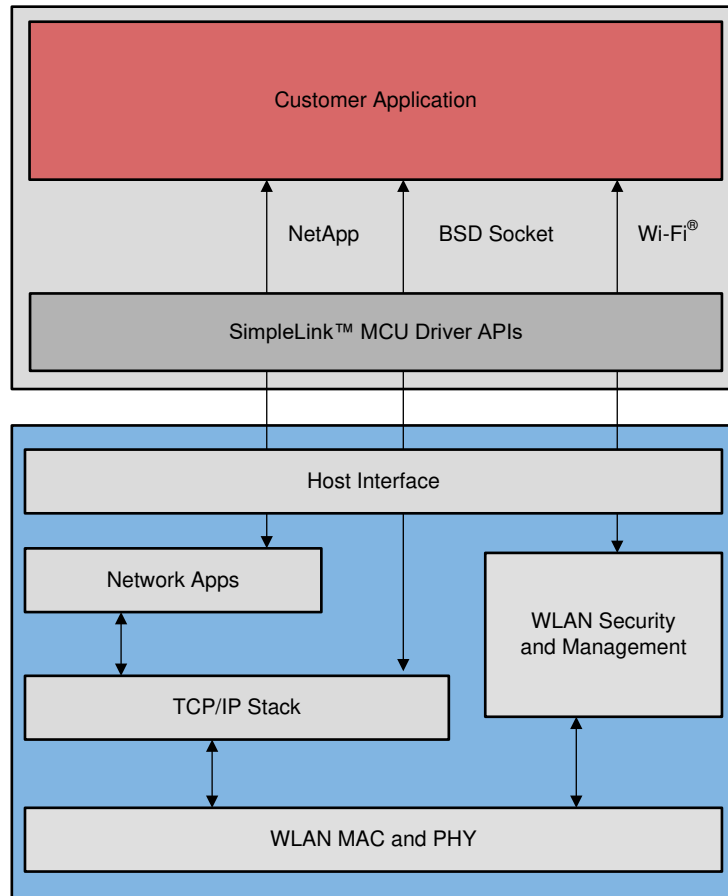 Customer Application
NetApp
BSD Socket
Wi-Fi®
SimpleLink™ MCU Driver APIs
Host Interface
Network Apps
WLAN Security
and Management
TCP/IP Stack
WLAN MAC and PHY